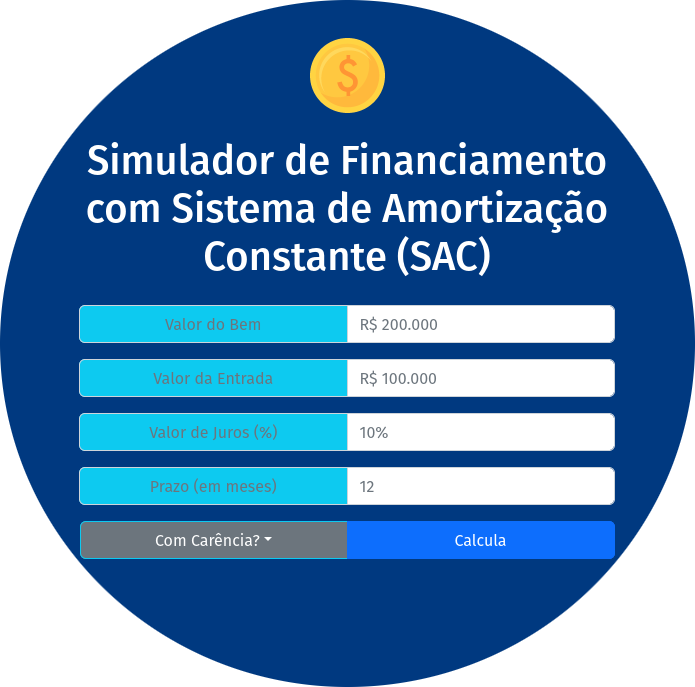 $
Simulador de Financiamento
com Sistema de Amortização
Constante (SAC)
Valor do Bem R$ 200.000
Valor da Entrada R$ 100.000
Valor de Juros (%) 10%
Prazo (em meses) 12
Com Carência? Calcula